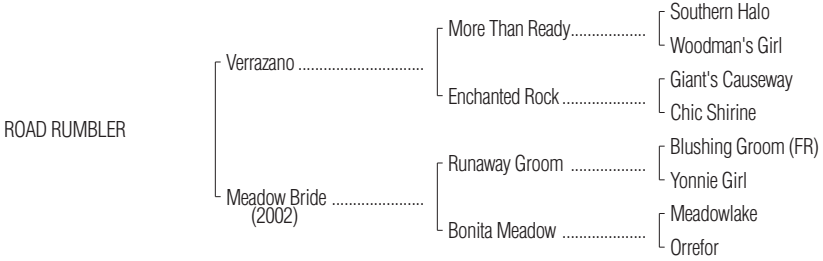 Southern Halo
More Than Ready..................
Woodman's Girl
Verrazano .............................
Giant's Causeway
Enchanted Rock ...................
Chic Shirine
ROAD RUMBLER
Blushing Groom (FR)
Runaway Groom .................
Yonnie Girl
Meadow Bride .....................
(2002)
Meadowlake
Bonita Meadow ...................
Orrefor